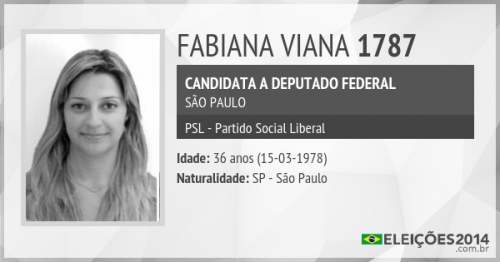 FABIANA VIANA 1787
CANDIDATA A DEPUTADO FEDERAL
SÃO PAULO
PSL - Partido Social Liberal
Idade: 36 anos (15-03-1978)
Naturalidade: SP - São Paulo
ELEIÇÕES2014
.com.br